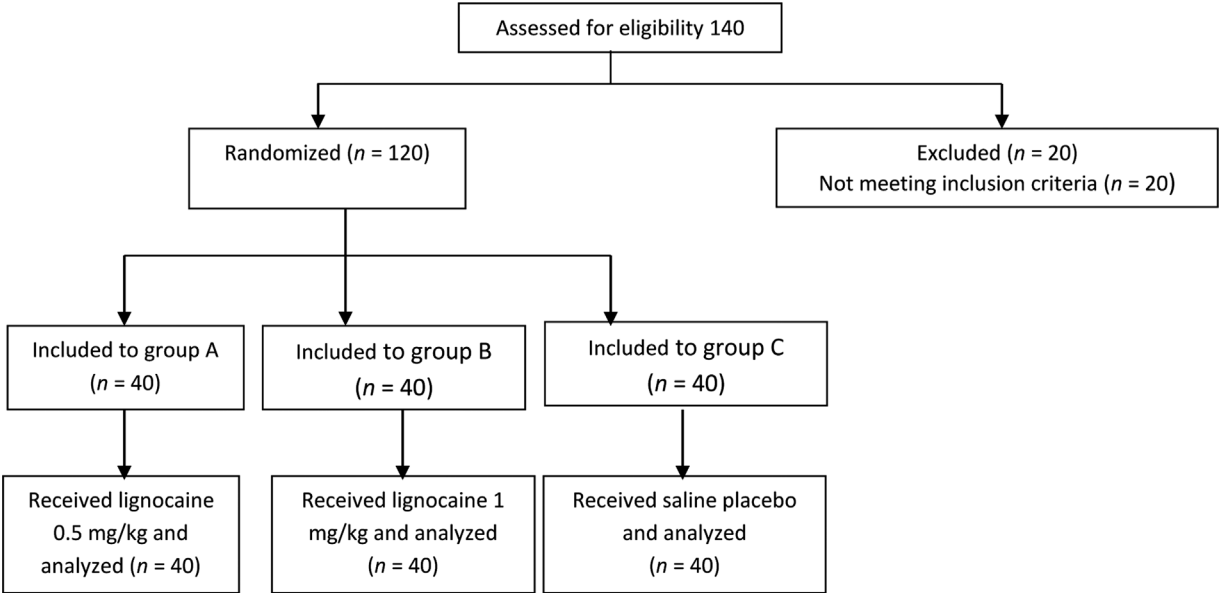 Assessed for eligibility 140
Randomized (n = 120)
Excluded (n = 20)
Not meeting inclusion criteria (n = 20)
Included to group A
(n = 40)
Included to group B
(n = 40)
Included to group C
(n = 40)
Received lignocaine
0.5 mg/kg and
analyzed (n = 40)
Received lignocaine 1
mg/kg and analyzed
(n = 40)
Received saline placebo
and analyzed
(n = 40)